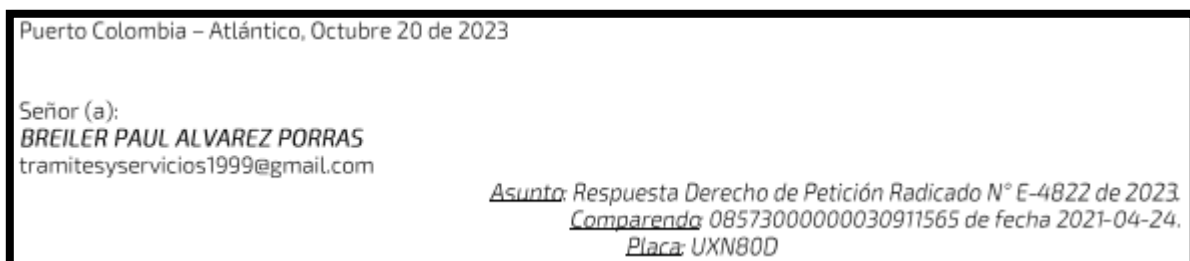 Puerto Colombia – Atlántico, Octubre 20 de 2023
Señor (a):
BREILER PAUL ALVAREZ PORRAS
tramitesyservicios1999@gmail.com
Asunto: Respuesta Derecho de Petición Radicado N° E-4822 de 2023.
Comparendo: 08573000000030911565 de fecha 2021-04-24.
Placa: UXN80D